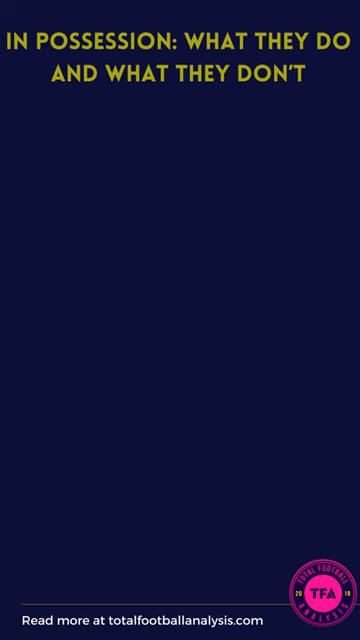 IN POSSESSION: WHAT THEY DO
AND WHAT THEY DON'T
TOTAL FOOTBALL
20 TFA 18
ANALYSIS
Read more at totalfootballanalysis.com